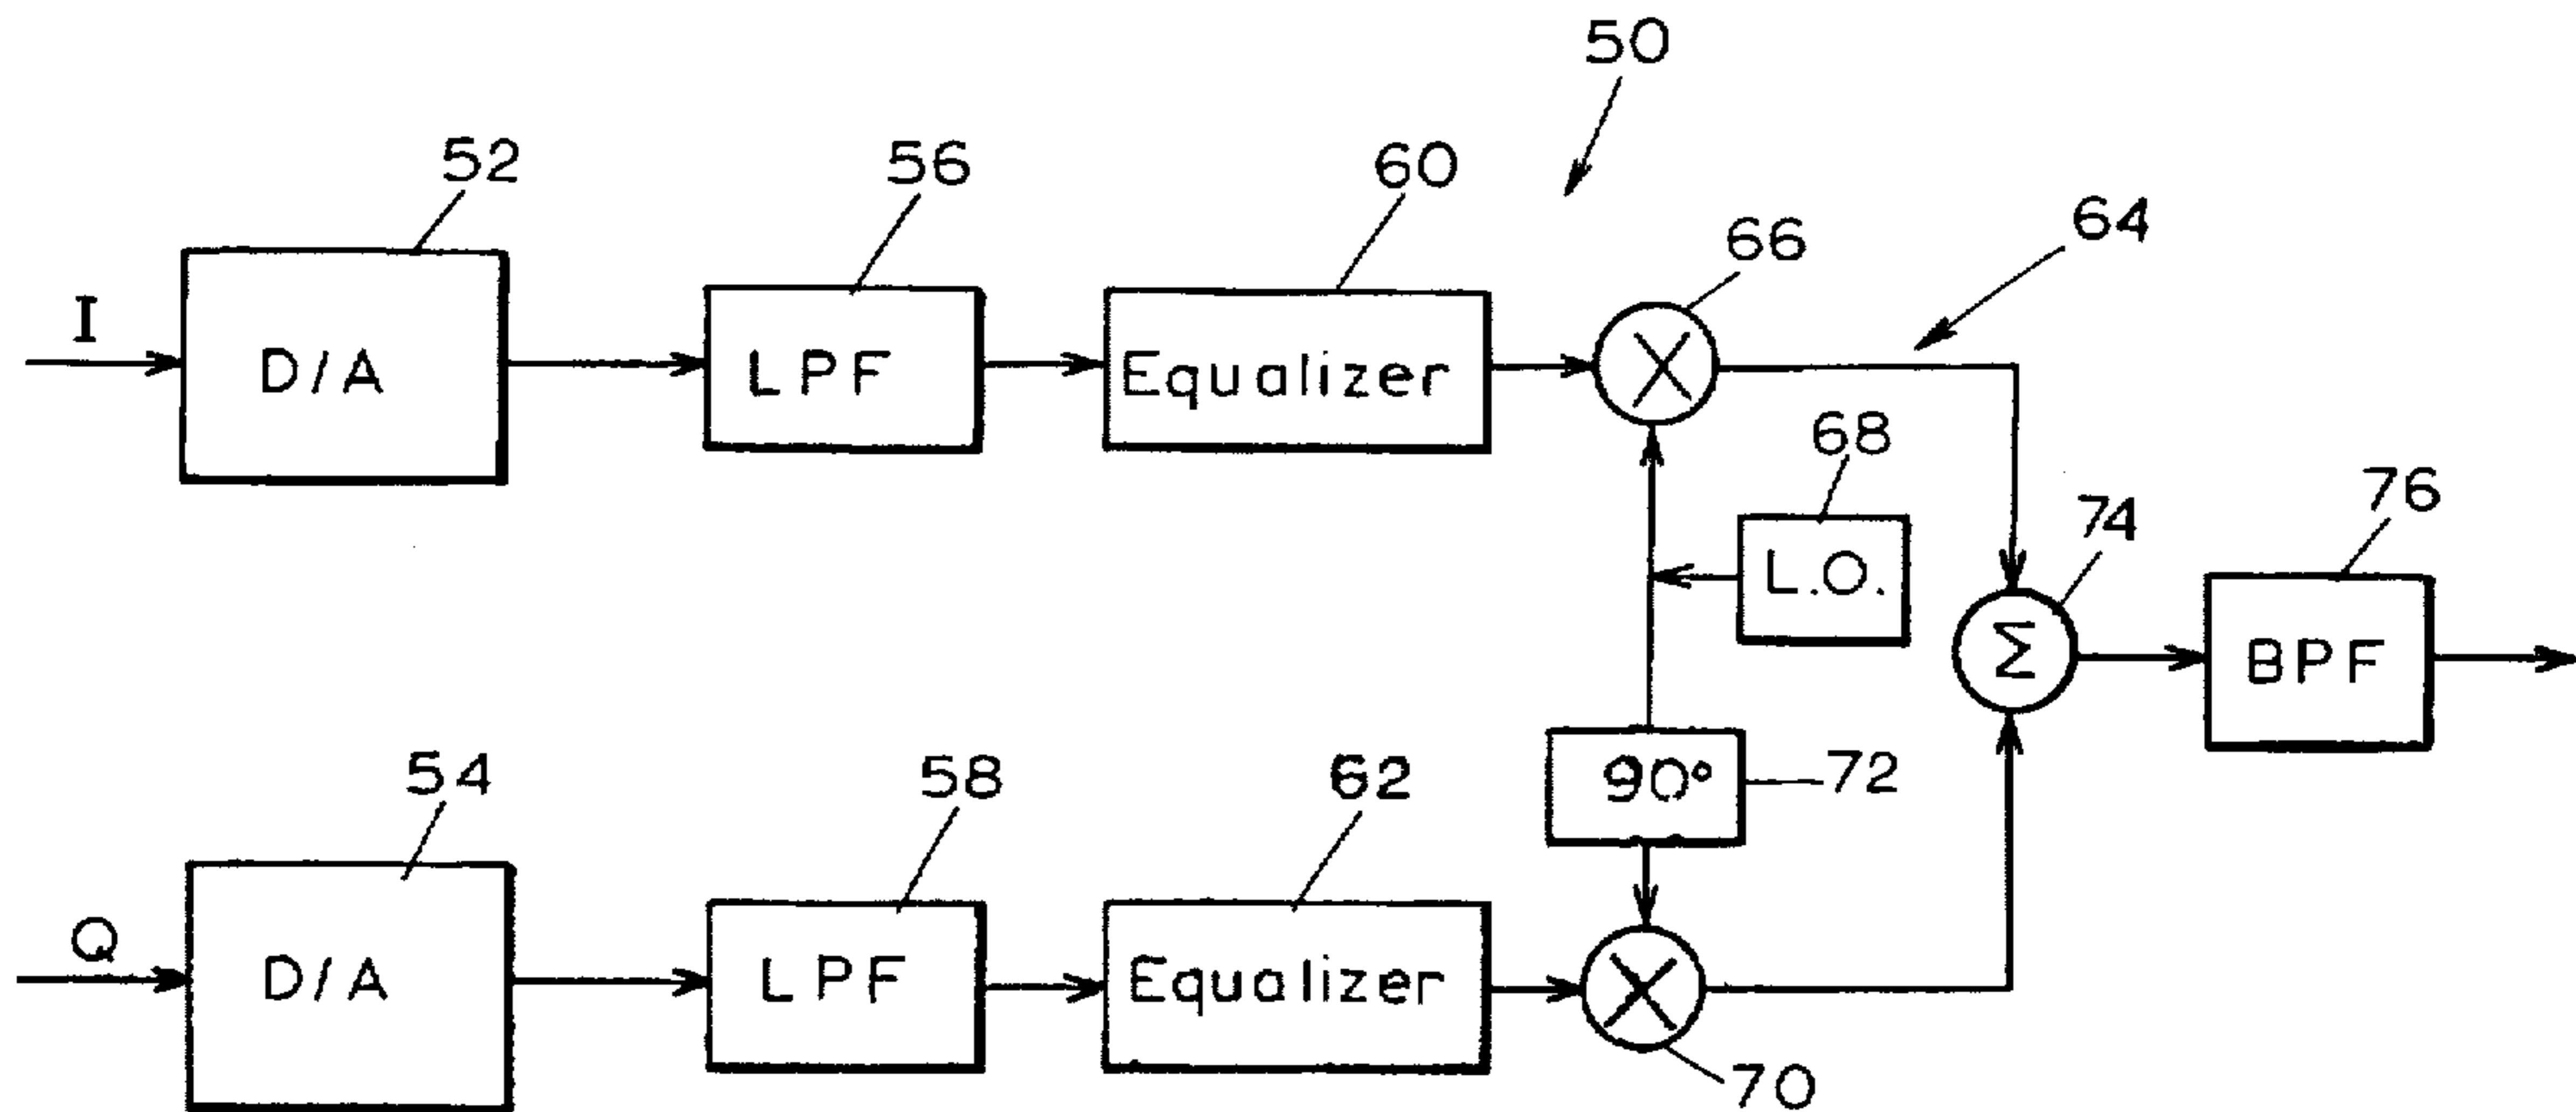 50
52
56
60
66
64
I
D/A
LPF
Equalizer
X
68
L.O.
74
76
Σ
BPF
54
58
62
90°
72
Q
D/A
LPF
Equalizer
X
70